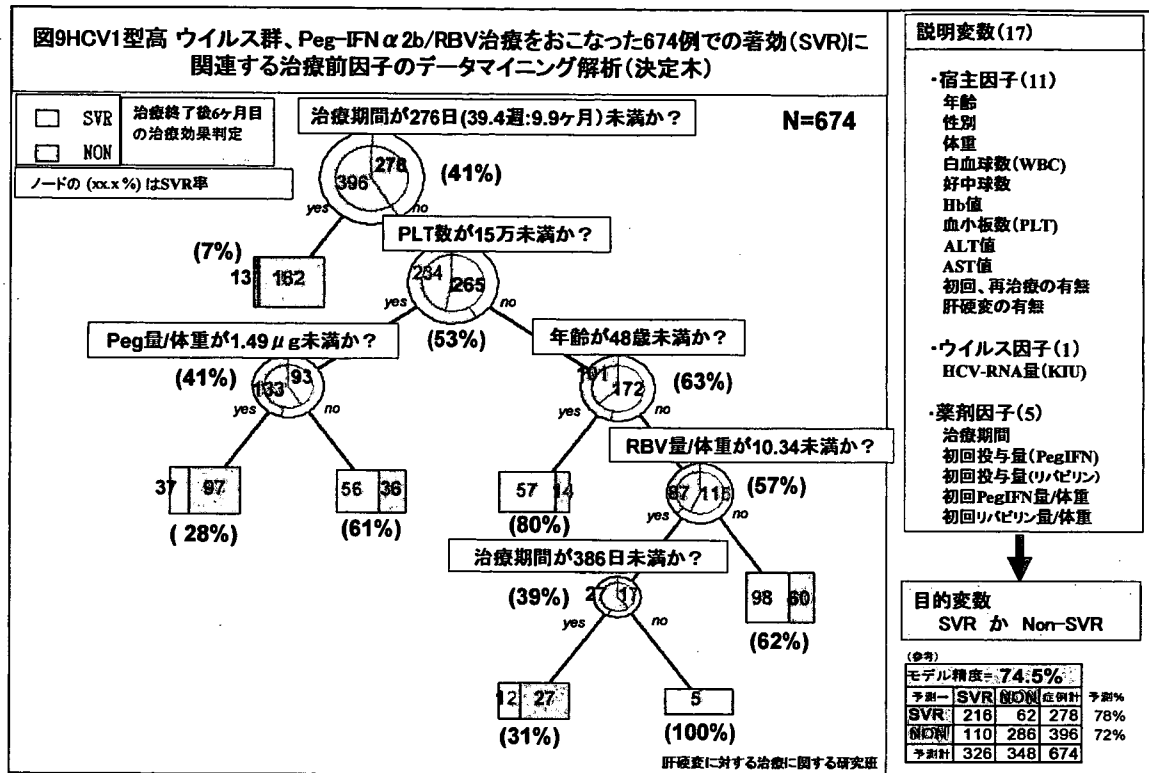 図9HCV1型高 ウイルス群、Peg-IFNα2b/RBV治療をおこなった674例での著効(SVR)に
関連する治療前因子のデータマイニング解析(決定木)
SVR
NON
治療終了後6ヶ月目
の治療効果判定
ノードの (xx.x %) はSVR率
治療期間が276日(39.4週:9.9ヶ月)未満か?
N=674
396
278
(41%)
yes
no
(7%)
13
162
PLT数が15万未満か?
234
265
yes
no
(53%)
Peg量/体重が1.49μg未満か?
(41%)
133
93
yes
no
年齢が48歳未満か?
101
172
(63%)
yes
no
37
97
(28%)
56
36
(61%)
57
14
(80%)
RBV量/体重が10.34未満か?
87
115
(57%)
yes
no
治療期間が386日未満か?
(39%)
27
17
yes
no
98
60
(62%)
12
27
(31%)
5
(100%)
肝硬変に対する治療に関する研究班
説明変数(17)
・宿主因子(11)
年齢
性別
体重
白血球数(WBC)
好中球数
Hb値
血小板数(PLT)
ALT値
AST値
初回、再治療の有無
肝硬変の有無
・ウイルス因子(1)
HCV-RNA量(KIU)
・薬剤因子(5)
治療期間
初回投与量(PegIFN)
初回投与量(リバビリン)
初回PegIFN量/体重
初回リバビリン量/体重
目的変数
SVR か Non-SVR
(参考)
モデル精度= 74.5%
予測― SVR NON 症例計 予測%
SVR 216 62 278 78%
NON 110 286 396 72%
予測計 326 348 674